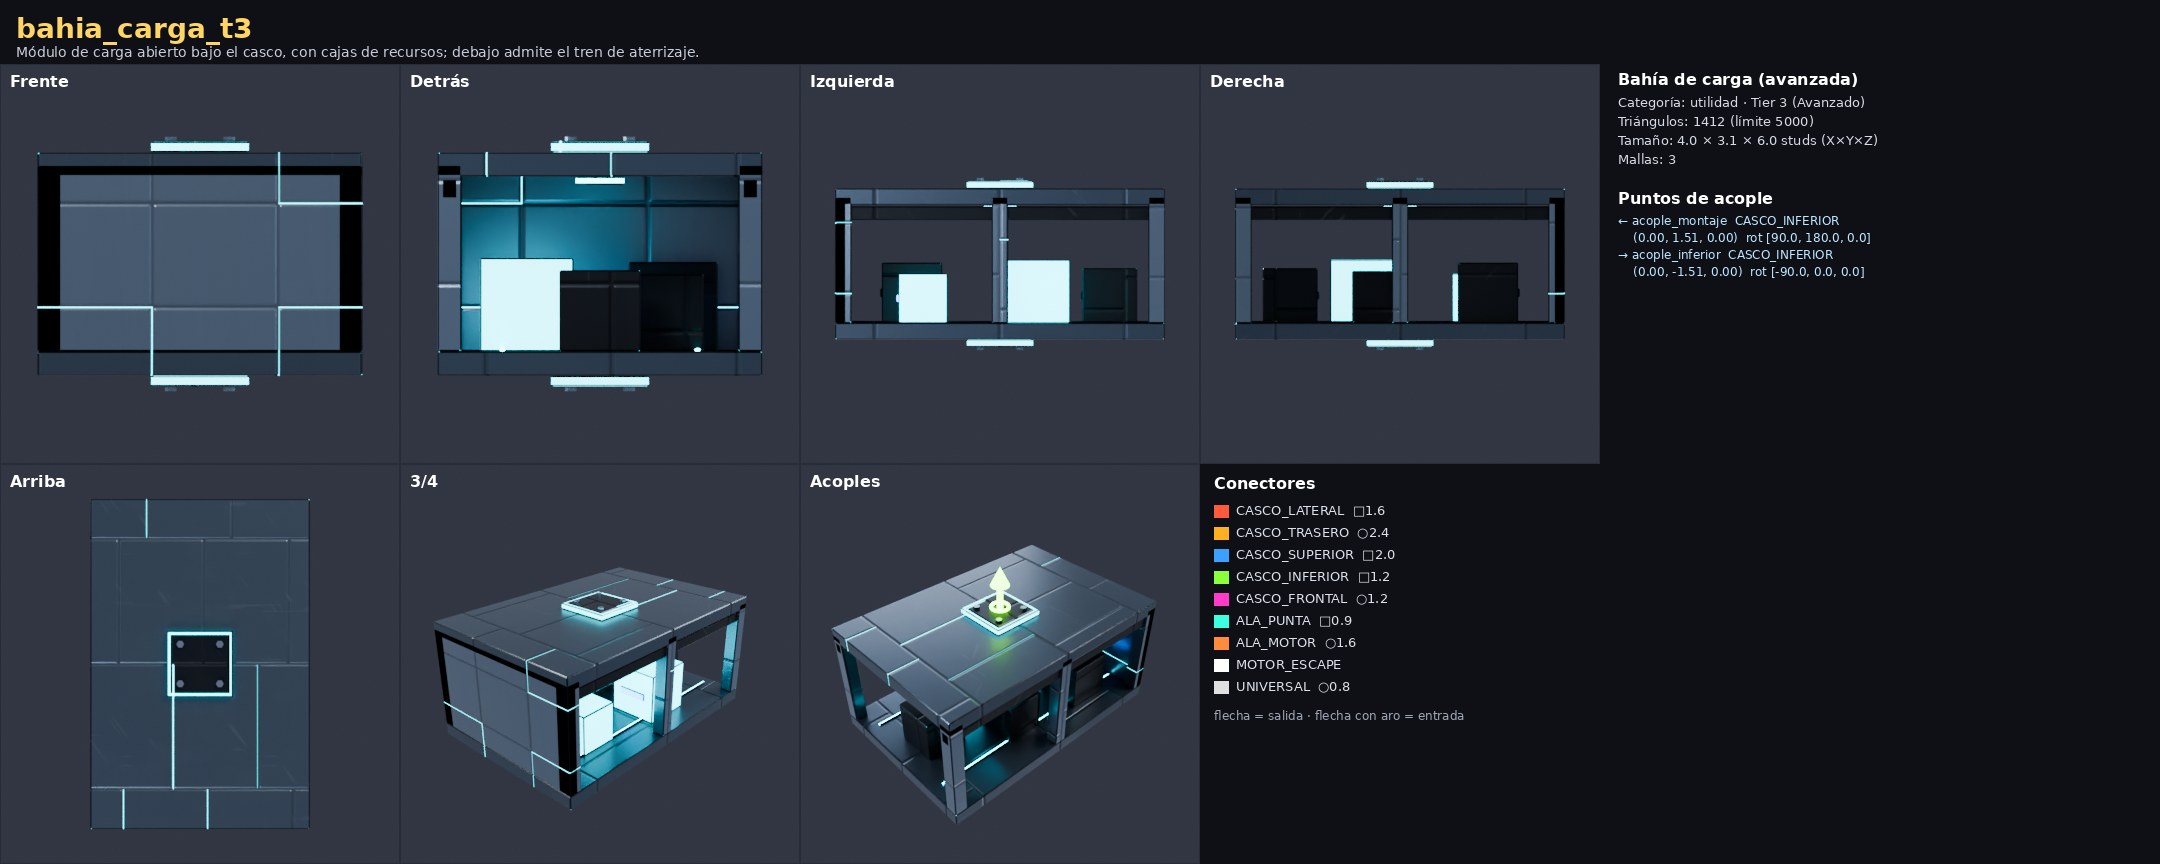 bahia_carga_t3
Módulo de carga abierto bajo el casco, con cajas de recursos; debajo admite el tren de aterrizaje.
Frente
Detrás
Izquierda
Derecha
Bahía de carga (avanzada)
Categoría: utilidad · Tier 3 (Avanzado)
Triángulos: 1412 (límite 5000)
Tamaño: 4.0 × 3.1 × 6.0 studs (X×Y×Z)
Mallas: 3
Puntos de acople
← acople_montaje CASCO_INFERIOR
(0.00, 1.51, 0.00) rot [90.0, 180.0, 0.0]
→ acople_inferior CASCO_INFERIOR
(0.00, -1.51, 0.00) rot [-90.0, 0.0, 0.0]
Arriba
3/4
Acoples
Conectores
CASCO_LATERAL □1.6
CASCO_TRASERO ○2.4
CASCO_SUPERIOR □2.0
CASCO_INFERIOR □1.2
CASCO_FRONTAL ○1.2
ALA_PUNTA □0.9
ALA_MOTOR ○1.6
MOTOR_ESCAPE
UNIVERSAL ○0.8
flecha = salida · flecha con aro = entrada